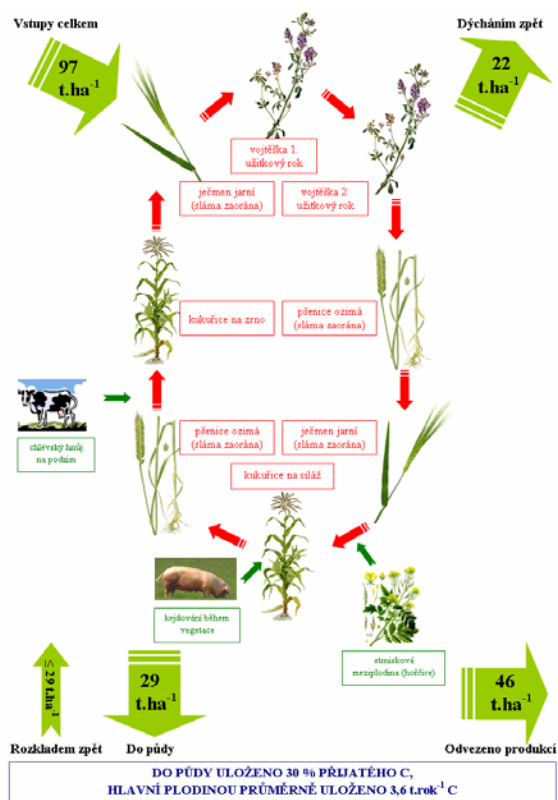 Vstupy celkem
97
t.ha-1
Dýcháním zpět
22
t.ha-1
vojtěška 1.
užitkový rok
ječmen jarní
(sláma zaorána)
vojtěška 2.
užitkový rok
kukuřice na zrno
pšenice ozimá
(sláma zaorána)
chlévský hnůj
na podzim
pšenice ozimá
(sláma zaorána)
ječmen jarní
(sláma zaorána)
kukuřice na siláž
kejdování během
vegetace
strnisková
meziplodina (hořčice)
≤ 29 t.ha-1
29
t.ha-1
46
t.ha-1
Rozkladem zpět
Do půdy
Odvezeno produkcí
DO PŮDY ULOŽENO 30 % PŘIJATÉHO C,
HLAVNÍ PLODINOU PRŮMĚRNĚ ULOŽENO 3,6 t.rok-1 C